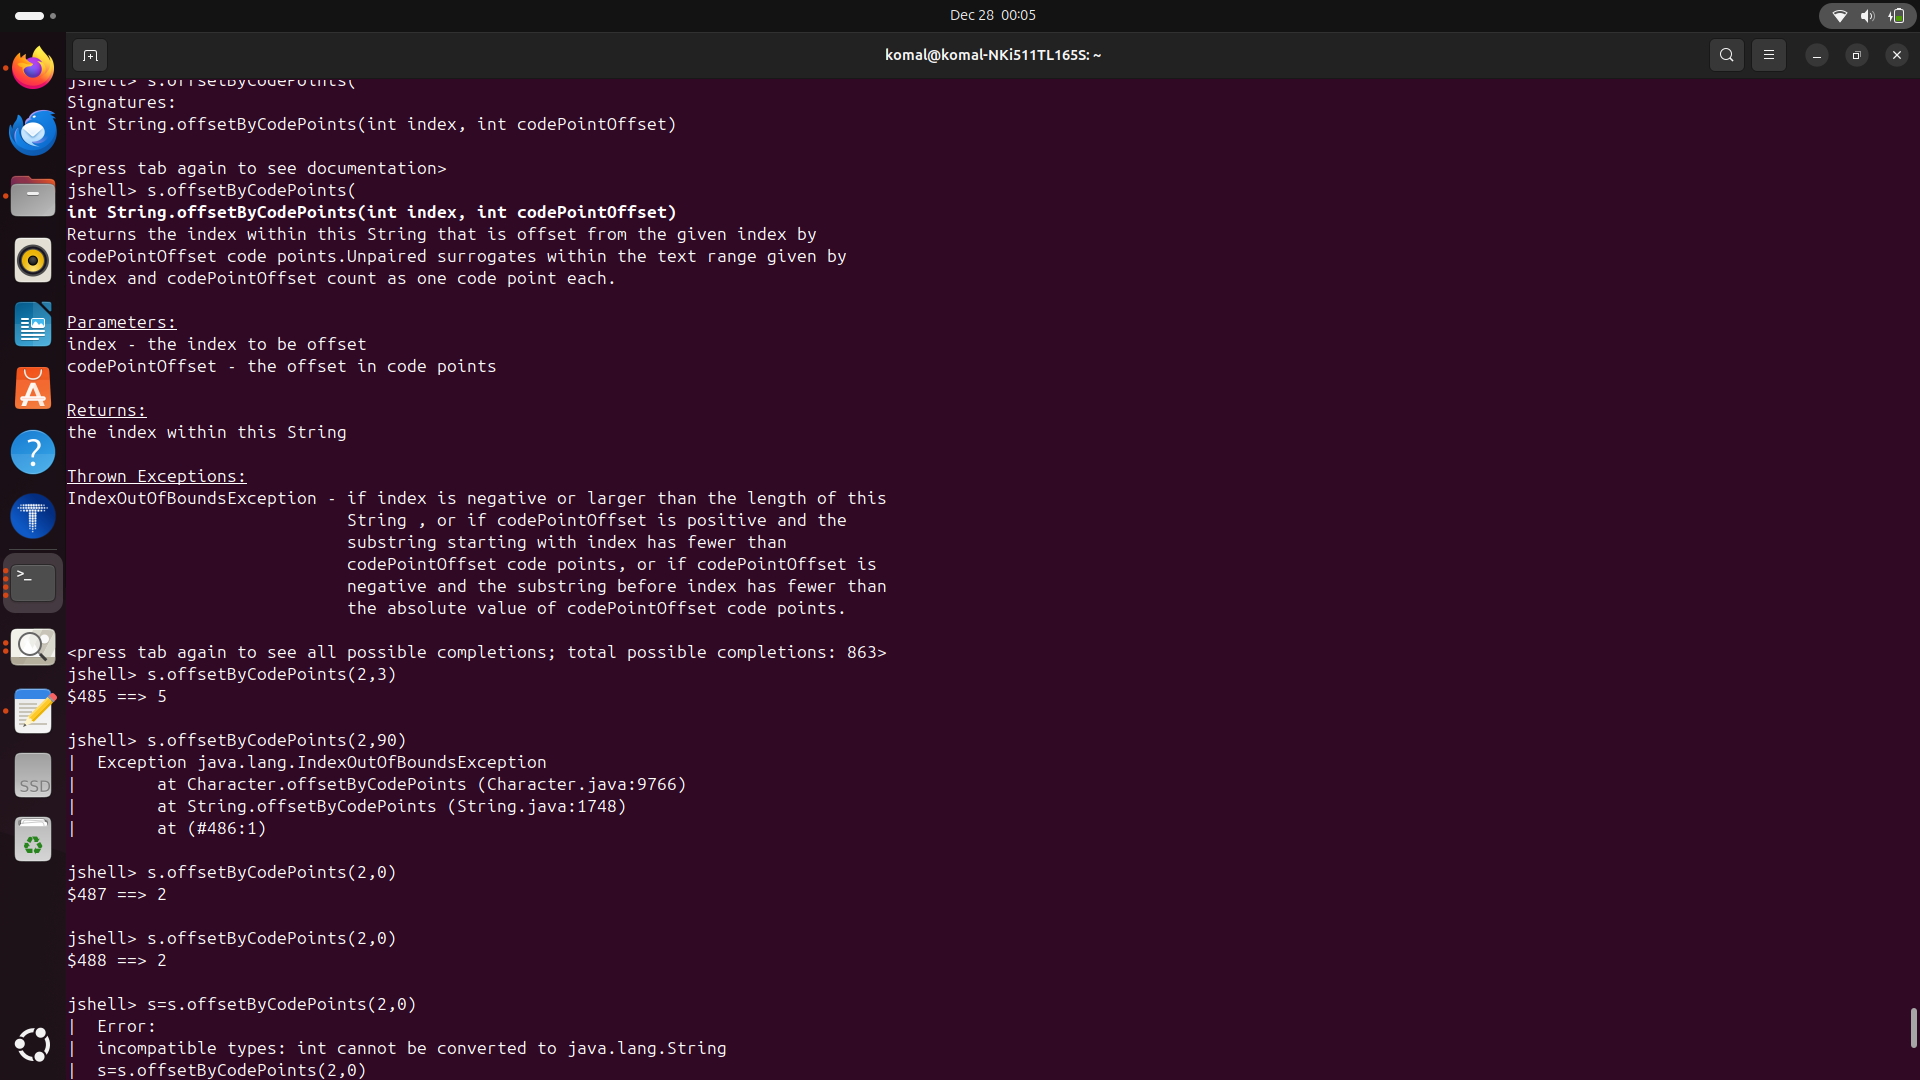 Dec 28 00:05
komal@komal-NKi511TL165S: ~
jshell> s.offsetByCodePoints(
Signatures:
int String.offsetByCodePoints(int index, int codePointOffset)
<press tab again to see documentation>
jshell> s.offsetByCodePoints(
int String.offsetByCodePoints(int index, int codePointOffset)
Returns the index within this String that is offset from the given index by
codePointOffset code points.Unpaired surrogates within the text range given by
index and codePointOffset count as one code point each.
Parameters:
index - the index to be offset
codePointOffset - the offset in code points
Returns:
the index within this String
Thrown Exceptions:
IndexOutOfBoundsException - if index is negative or larger than the length of this
String , or if codePointOffset is positive and the
substring starting with index has fewer than
codePointOffset code points, or if codePointOffset is
negative and the substring before index has fewer than
the absolute value of codePointOffset code points.
<press tab again to see all possible completions; total possible completions: 863>
jshell> s.offsetByCodePoints(2,3)
$485 ==> 5
jshell> s.offsetByCodePoints(2,90)
|  Exception java.lang.IndexOutOfBoundsException
|        at Character.offsetByCodePoints (Character.java:9766)
|        at String.offsetByCodePoints (String.java:1748)
|        at (#486:1)
jshell> s.offsetByCodePoints(2,0)
$487 ==> 2
jshell> s.offsetByCodePoints(2,0)
$488 ==> 2
jshell> s=s.offsetByCodePoints(2,0)
|  Error:
|  incompatible types: int cannot be converted to java.lang.String
|  s=s.offsetByCodePoints(2,0)
SSD